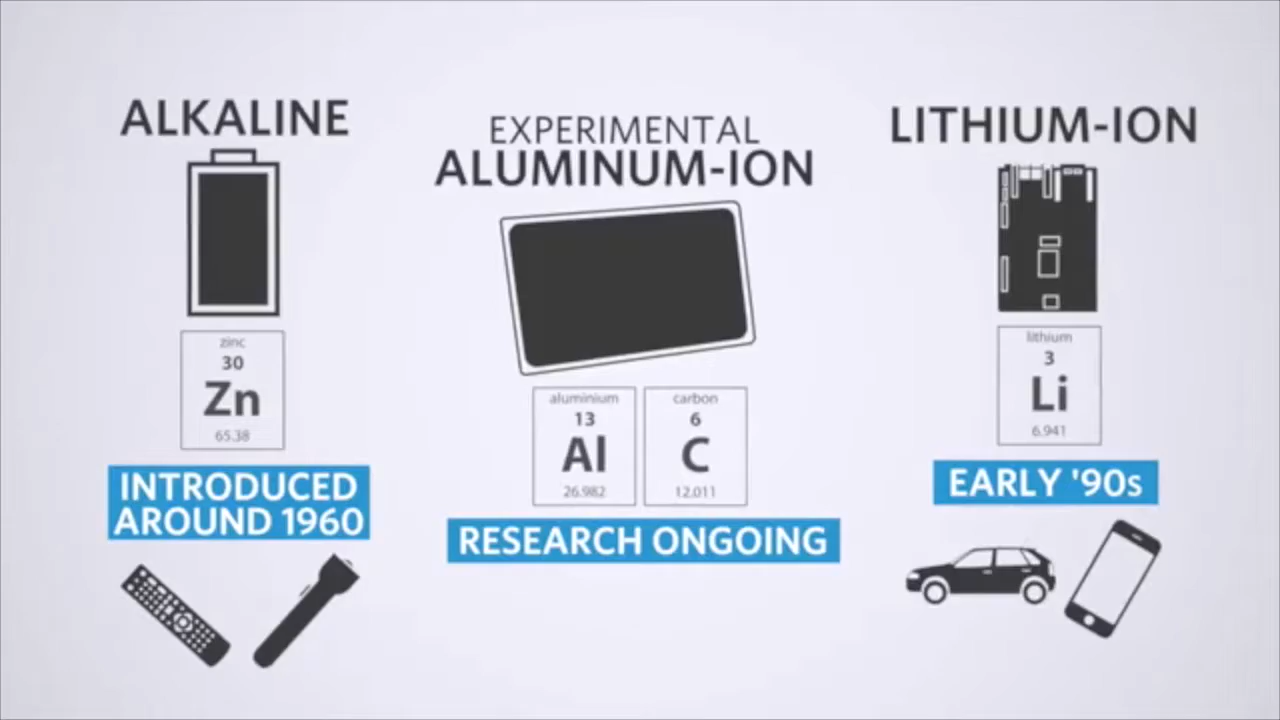 ALKALINE
zinc
30
Zn
65.38
INTRODUCED
AROUND 1960
EXPERIMENTAL
ALUMINUM-ION
aluminium
13
Al
26.982
carbon
6
C
12.011
RESEARCH ONGOING
LITHIUM-ION
lithium
3
Li
6.941
EARLY '90s